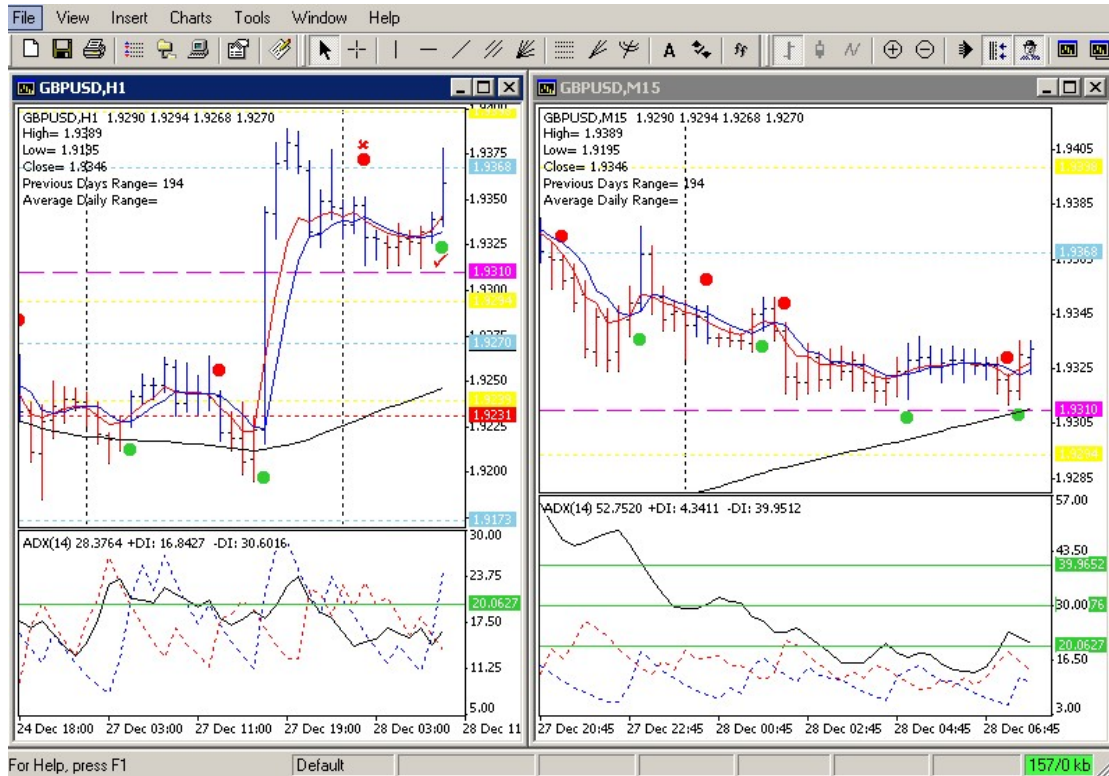 File View Insert Charts Tools Window Help
A
GBPUSD,H1
GBPUSD,H1 1.9290 1.9294 1.9268 1.9270
High= 1.9389
Low= 1.9195
Close= 1.9346
Previous Days Range= 194
Average Daily Range=
1.9375
1.9368
1.9350
1.9325
1.9310
1.9300
1.9294
1.9270
1.9250
1.9239
1.9231
1.9225
1.9200
1.9173
ADX(14) 28.3764 +DI: 16.8427 -DI: 30.6016
30.00
23.75
20.0627
17.50
11.25
5.00
24 Dec 18:00 27 Dec 03:00 27 Dec 11:00 27 Dec 19:00 28 Dec 03:00 28 Dec 11
GBPUSD,M15
GBPUSD,M15 1.9290 1.9294 1.9268 1.9270
High= 1.9389
Low= 1.9195
Close= 1.9346
Previous Days Range= 194
Average Daily Range=
1.9405
1.9385
1.9368
1.9345
1.9325
1.9310
1.9305
1.9294
1.9285
ADX(14) 52.7520 +DI: 4.3411 -DI: 39.9512
57.00
43.50
39.9652
30.00
20.0627
16.50
3.00
27 Dec 20:45 27 Dec 22:45 28 Dec 00:45 28 Dec 02:45 28 Dec 04:45 28 Dec 06:45
For Help, press F1 Default 157/0 kb